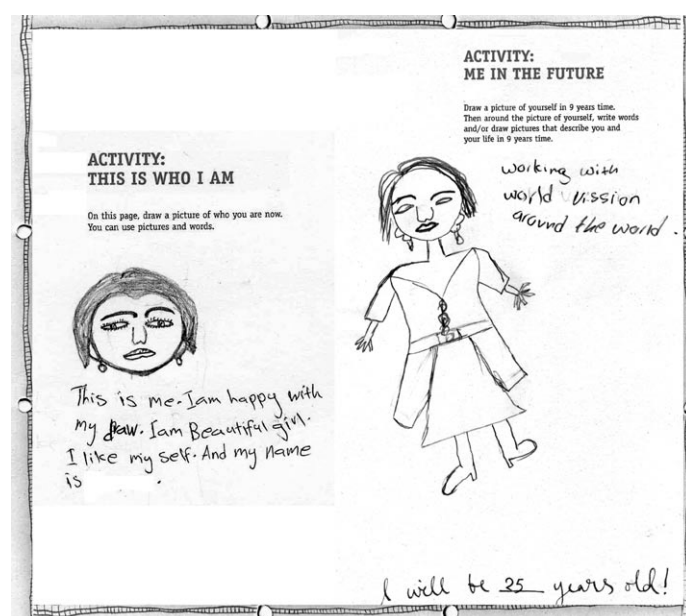 ACTIVITY:
THIS IS WHO I AM
On this page, draw a picture of who you are now.
You can use pictures and words.
This is me. Iam happy with
my draw. Iam Beautiful girl.
I like my self. And my name
is .
ACTIVITY:
ME IN THE FUTURE
Draw a picture of yourself in 9 years time.
Then around the picture of yourself, write words
and/or draw pictures that describe you and
your life in 9 years time.
working with
world vission
around the world.
I will be 25 years old!